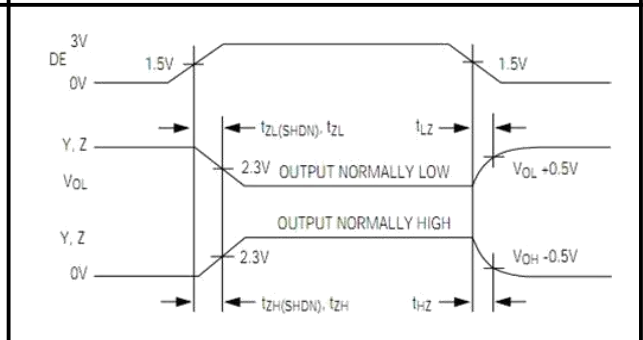 3V
DE
1.5V
1.5V
0V
tZL(SHDN), tZL
tLZ
Y, Z
2.3V
OUTPUT NORMALLY LOW
VOL +0.5V
VOL
OUTPUT NORMALLY HIGH
Y, Z
2.3V
VOH -0.5V
0V
tZH(SHDN), tZH
tHZ